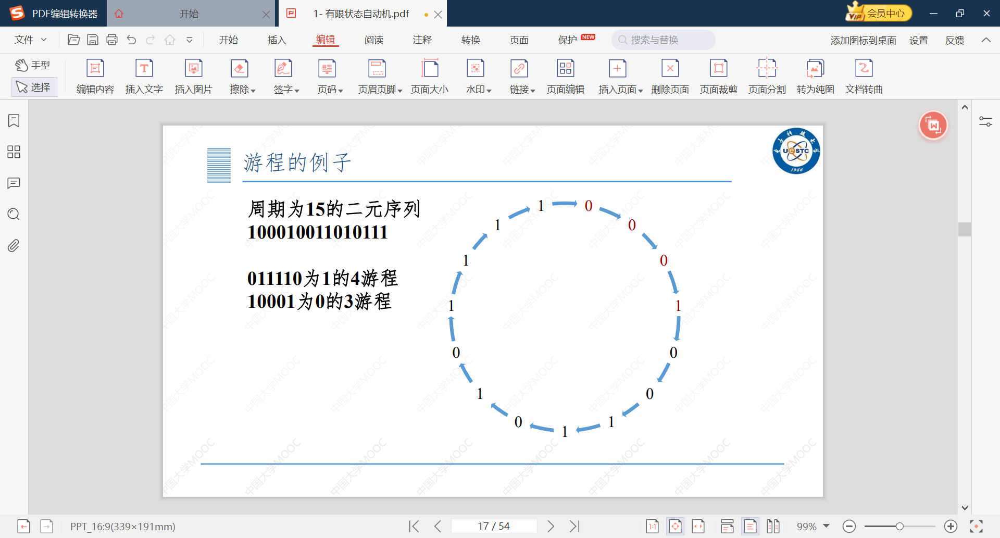 PDF编辑转换器
开始
1- 有限状态自动机.pdf
VIP 会员中心
文件
开始
插入
编辑
阅读
注释
转换
页面
保护 NEW
搜索与替换
添加图标到桌面
设置
反馈
手型
选择
编辑内容
插入文字
插入图片
擦除
签字
页码
页眉页脚
页面大小
水印
链接
页面编辑
插入页面
删除页面
页面裁剪
页面分割
转为纯图
文档转曲
游程的例子
UeSTC
1956
周期为15的二元序列
100010011010111
011110为1的4游程
10001为0的3游程
1
0
0
0
1
0
0
1
1
0
1
0
1
1
1
中国大学MOOC
PPT_16:9(339×191mm)
17 / 54
1:1
99%